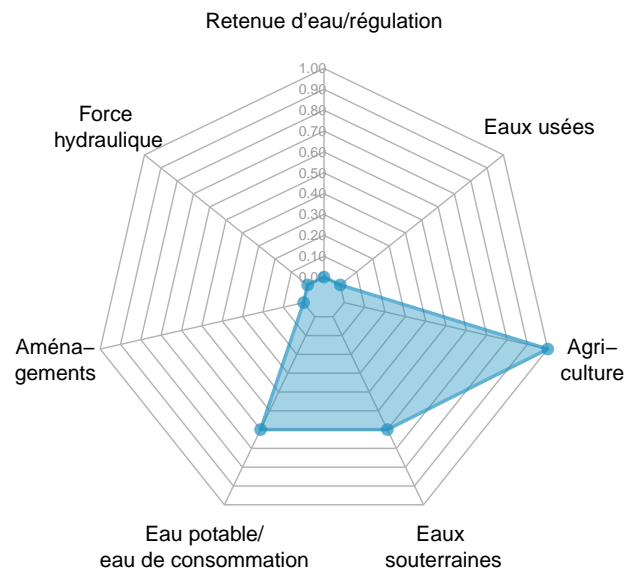 Retenue d'eau/régulation
1.00
0.90
0.80
0.70
0.60
0.50
0.40
0.30
0.20
0.10
0.00
Force
hydraulique
Eaux usées
Aména–
gements
Agri–
culture
Eau potable/
eau de consommation
Eaux
souterraines